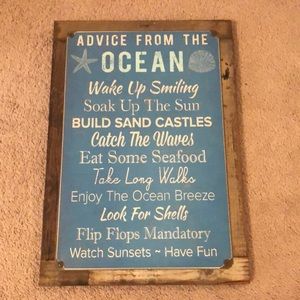 ADVICE FROM THE
OCEAN
Wake Up Smiling
Soak Up The Sun
BUILD SAND CASTLES
Catch The Waves
Eat Some Seafood
Take Long Walks
Enjoy The Ocean Breeze
Look For Shells
Flip Flops Mandatory
Watch Sunsets ~ Have Fun